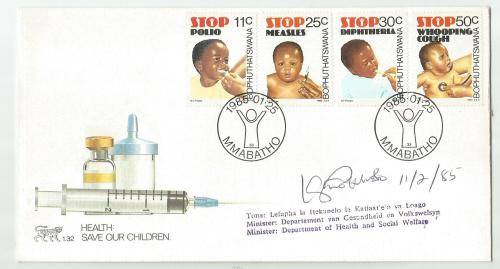 STOP 11c
POLIO
BOPHUTHATSWANA
STOP 25c
MEASLES
BOPHUTHATSWANA
STOP 30c
DIPHTHERIA
BOPHUTHATSWANA
STOP 50c
WHOOPING
COUGH
BOPHUTHATSWANA
1985·01·25
MMABATHO
1985·01·25
MMABATHO
11/2/85
Tona: Lefapha la Itekanelo le Katlaatsho ya Loago
Minister: Departement van Gesondheid en Volkswelsyn
Minister: Department of Health and Social Welfare
HEALTH:
SAVE OUR CHILDREN.
1.32